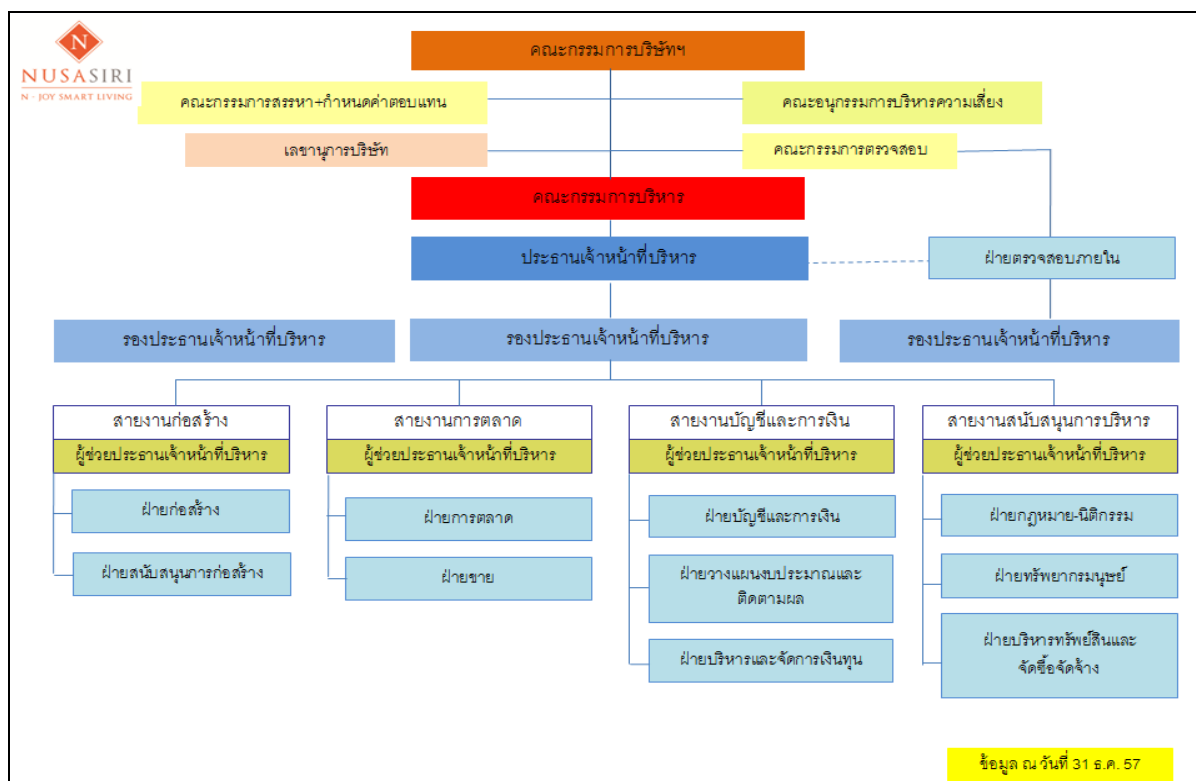 N
NUSASIRI
N - JOY SMART LIVING
คณะกรรมการบริษัทฯ
คณะกรรมการสรรหา+กำหนดค่าตอบแทน
คณะอนุกรรมการบริหารความเสี่ยง
เลขานุการบริษัท
คณะกรรมการตรวจสอบ
คณะกรรมการบริหาร
ประธานเจ้าหน้าที่บริหาร
ฝ่ายตรวจสอบภายใน
รองประธานเจ้าหน้าที่บริหาร
รองประธานเจ้าหน้าที่บริหาร
รองประธานเจ้าหน้าที่บริหาร
สายงานก่อสร้าง
ผู้ช่วยประธานเจ้าหน้าที่บริหาร
ฝ่ายก่อสร้าง
ฝ่ายสนับสนุนการก่อสร้าง
สายงานการตลาด
ผู้ช่วยประธานเจ้าหน้าที่บริหาร
ฝ่ายการตลาด
ฝ่ายขาย
สายงานบัญชีและการเงิน
ผู้ช่วยประธานเจ้าหน้าที่บริหาร
ฝ่ายบัญชีและการเงิน
ฝ่ายวางแผนงบประมาณและ
ติดตามผล
ฝ่ายบริหารและจัดการเงินทุน
สายงานสนับสนุนการบริหาร
ผู้ช่วยประธานเจ้าหน้าที่บริหาร
ฝ่ายกฎหมาย-นิติกรรม
ฝ่ายทรัพยากรมนุษย์
ฝ่ายบริหารทรัพย์สินและ
จัดซื้อจัดจ้าง
ข้อมูล ณ วันที่ 31 ธ.ค. 57